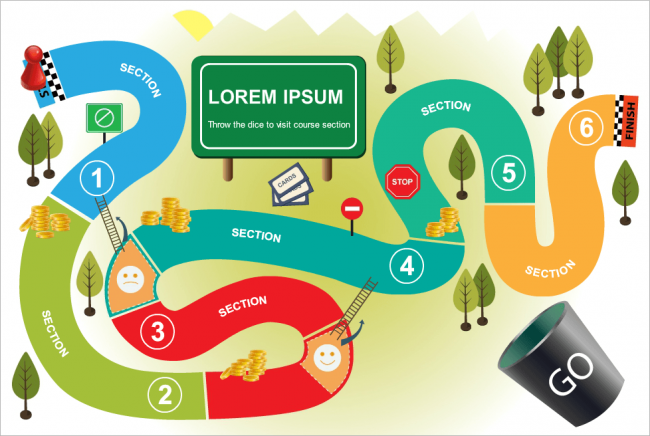 SECTION
LOREM IPSUM
Throw the dice to visit course section
1
CARDS
STOP
SECTION
5
6
FINISH
SECTION
4
SECTION
3
SECTION
SECTION
2
SECTION
GO